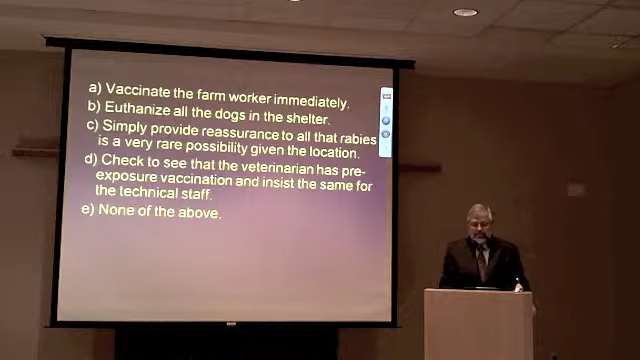 a) Vaccinate the farm worker immediately.
b) Euthanize all the dogs in the shelter.
c) Simply provide reassurance to all that rabies
is a very rare possibility given the location.
d) Check to see that the veterinarian has pre-
exposure vaccination and insist the same for
the technical staff.
e) None of the above.